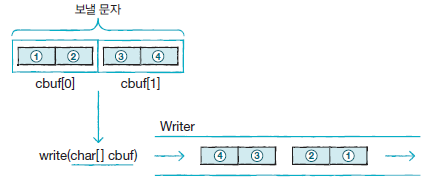 보낼 문자
① ② ③ ④
cbuf[0] cbuf[1]
Writer
write(char[] cbuf) ④ ③ ② ①